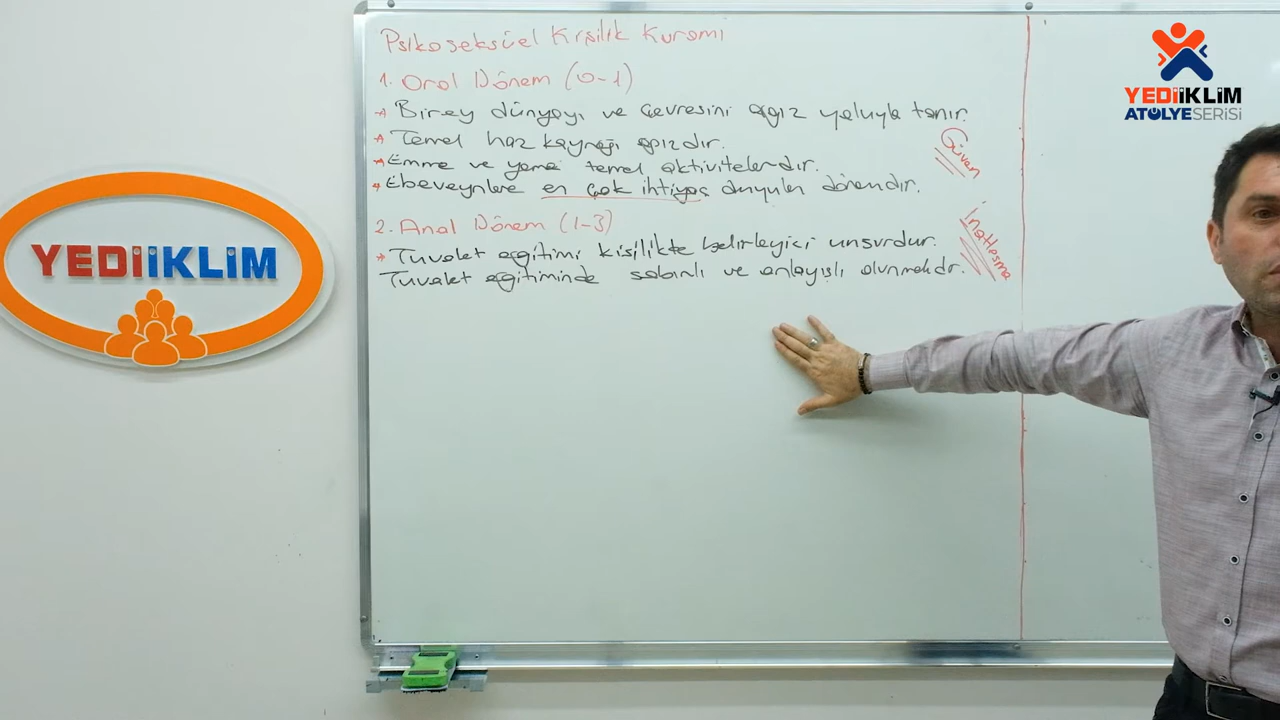 Psikoseksüel Kişilik Kuramı
1. Oral Dönem (0-1)
* Birey dünyayı ve çevresini ağız yoluyla tanır.
* Temel haz kaynağı ağızdır.
Güven
* Emme ve yeme temel aktivitelerdir.
* Ebeveynlere en çok ihtiyaç duyulan dönemdir.
2. Anal Dönem (1-3)
İnatlaşma
* Tuvalet eğitimi kişilikte belirleyici unsurdur.
Tuvalet eğitiminde sabırlı ve anlayışlı olunmalıdır.
YEDİİKLİM
YEDİİKLİM
ATÖLYESERİSİ